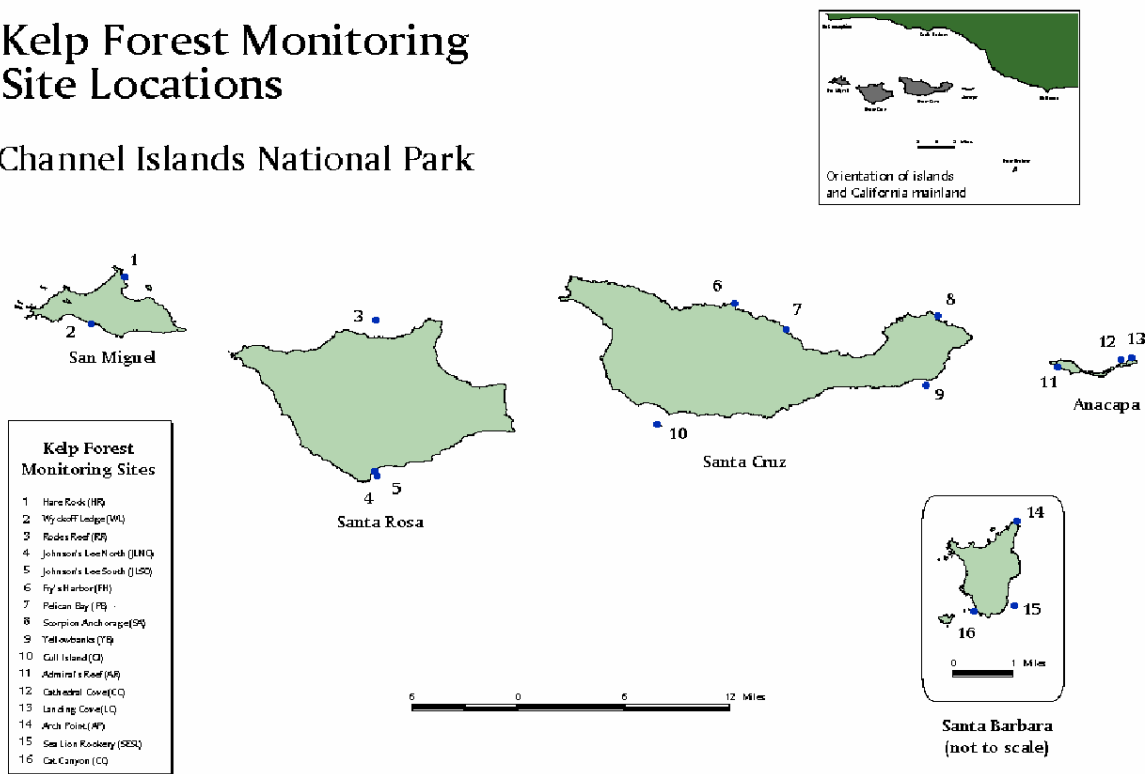 Kelp Forest Monitoring
Site Locations
Channel Islands National Park
Orientation of islands
and California mainland
1
2
San Miguel
3
4
5
Santa Rosa
6
7
8
9
10
Santa Cruz
11
12
13
Anacapa
Kelp Forest
Monitoring Sites
1 Hare Rock (HR)
2 Wyckoff Ledge (WL)
3 Rodes Reef (RR)
4 Johnson's Lee North (JLNO)
5 Johnson's Lee South (JLSO)
6 Fry's Harbor (FH)
7 Pelican Bay (PB)
8 Scorpion Anchorage (SA)
9 Yellowbanks (YB)
10 Gull Island (GI)
11 Admiral's Reef (AR)
12 Cathedral Cove (CC)
13 Landing Cove (LC)
14 Arch Point (AP)
15 Sea Lion Rookery (SESL)
16 Cat Canyon (CC)
6 0 6 12 Miles
14
15
16
0 1 Miles
Santa Barbara
(not to scale)